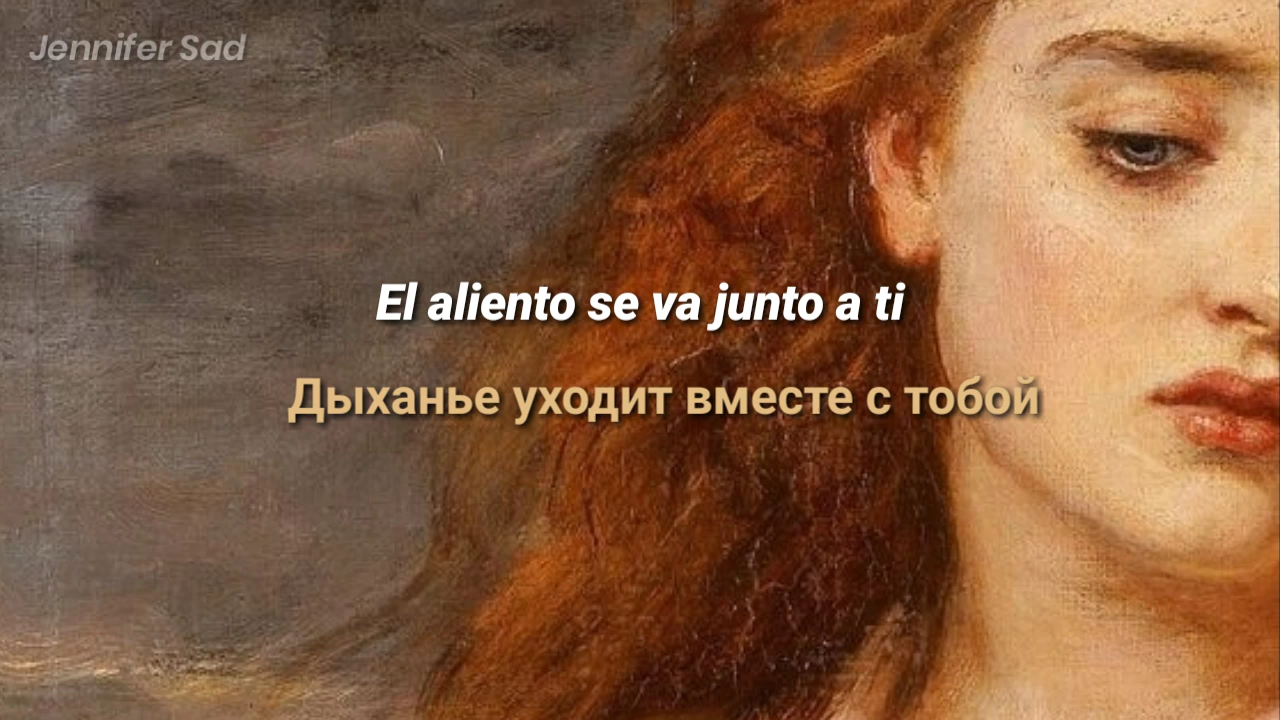 Jennifer Sad
El aliento se va junto a ti
Дыханье уходит вместе с тобой